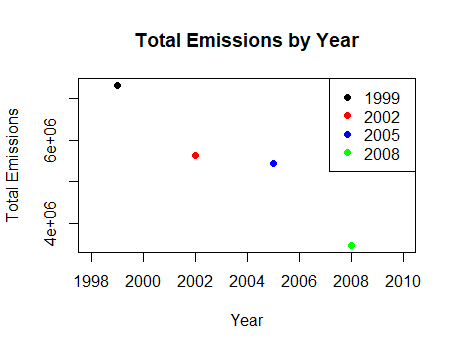 Total Emissions by Year
Total Emissions
6e+06
4e+06
1999
2002
2005
2008
1998 2000 2002 2004 2006 2008 2010
Year